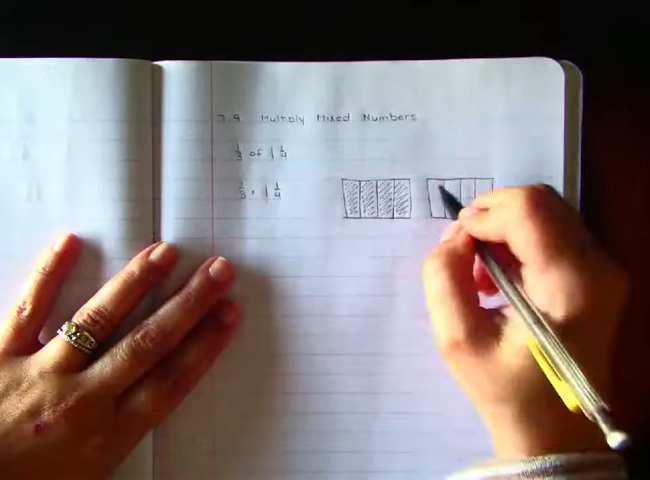 7.9 Multiply Mixed Numbers
1/3 of 1 1/4
1/3 · 1 1/4